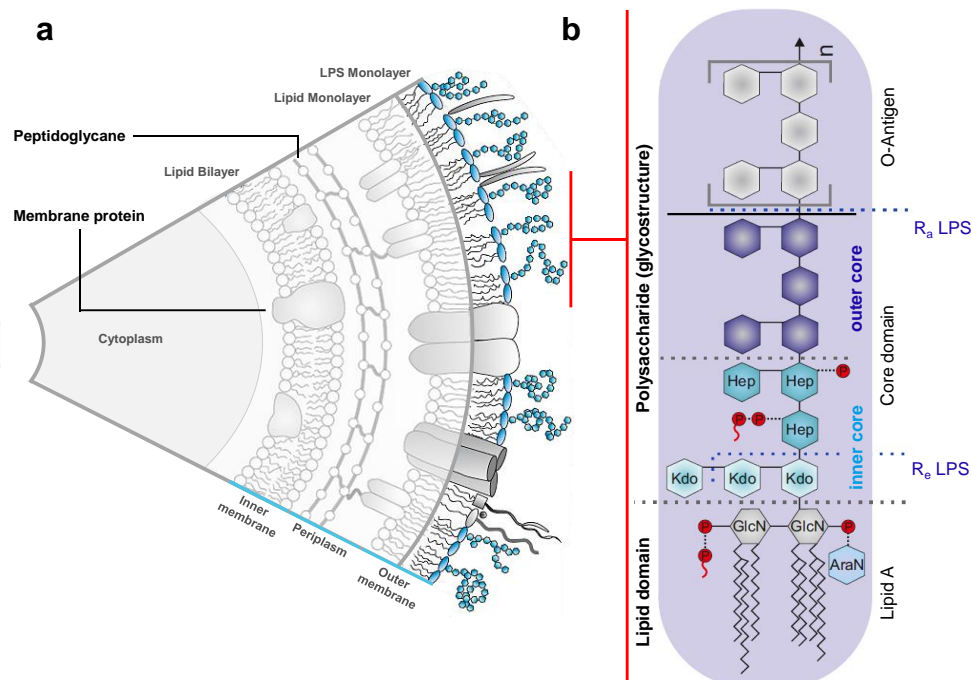 a
LPS Monolayer
Lipid Monolayer
Peptidoglycane
Lipid Bilayer
Membrane protein
Cytoplasm
Inner
membrane
Periplasm
Outer
membrane
b
n
O-Antigen
Polysaccharide (glycostructure)
Ra LPS
outer core
Core domain
Hep
Hep
P
P
P
Hep
inner core
Re LPS
Kdo
Kdo
Kdo
P
GlcN
GlcN
P
P
AraN
Lipid domain
Lipid A